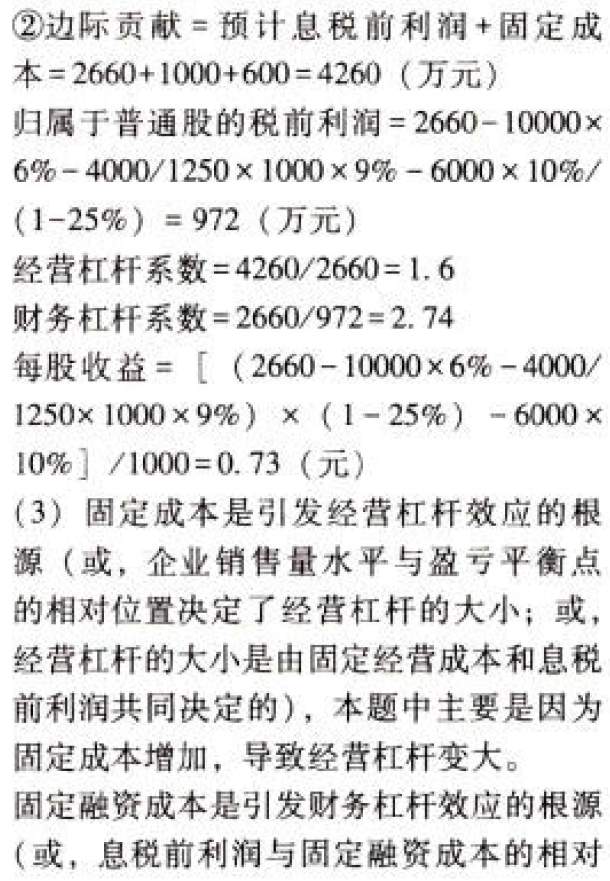 ②边际贡献=预计息税前利润+固定成
本=2660+1000+600=4260（万元）
归属于普通股的税前利润=2660-10000×
6%-4000/1250×1000×9%-6000×10%/
(1-25%)=972（万元）
经营杠杆系数=4260/2660=1.6
财务杠杆系数=2660/972=2.74
每股收益=[（2660-10000×6%-4000/
1250×1000×9%）×（1-25%）-6000×
10%]/1000=0.73（元）
(3) 固定成本是引发经营杠杆效应的根
源（或，企业销售量水平与盈亏平衡点
的相对位置决定了经营杠杆的大小；或，
经营杠杆的大小是由固定经营成本和息税
前利润共同决定的），本题中主要是因为
固定成本增加，导致经营杠杆变大。
固定融资成本是引发财务杠杆效应的根源
（或，息税前利润与固定融资成本的相对